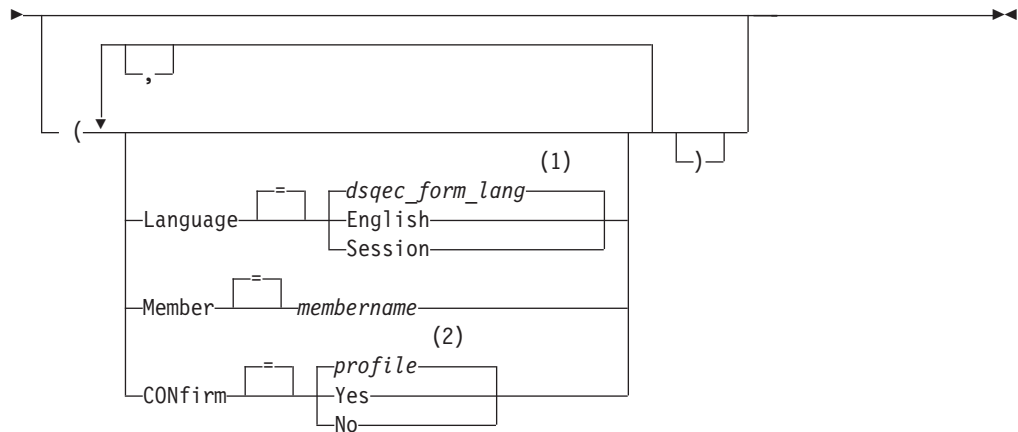 ,
(
)
(1)
Language = dsqec_form_lang
English
Session
Member = membername
(2)
CONfirm = profile
Yes
No